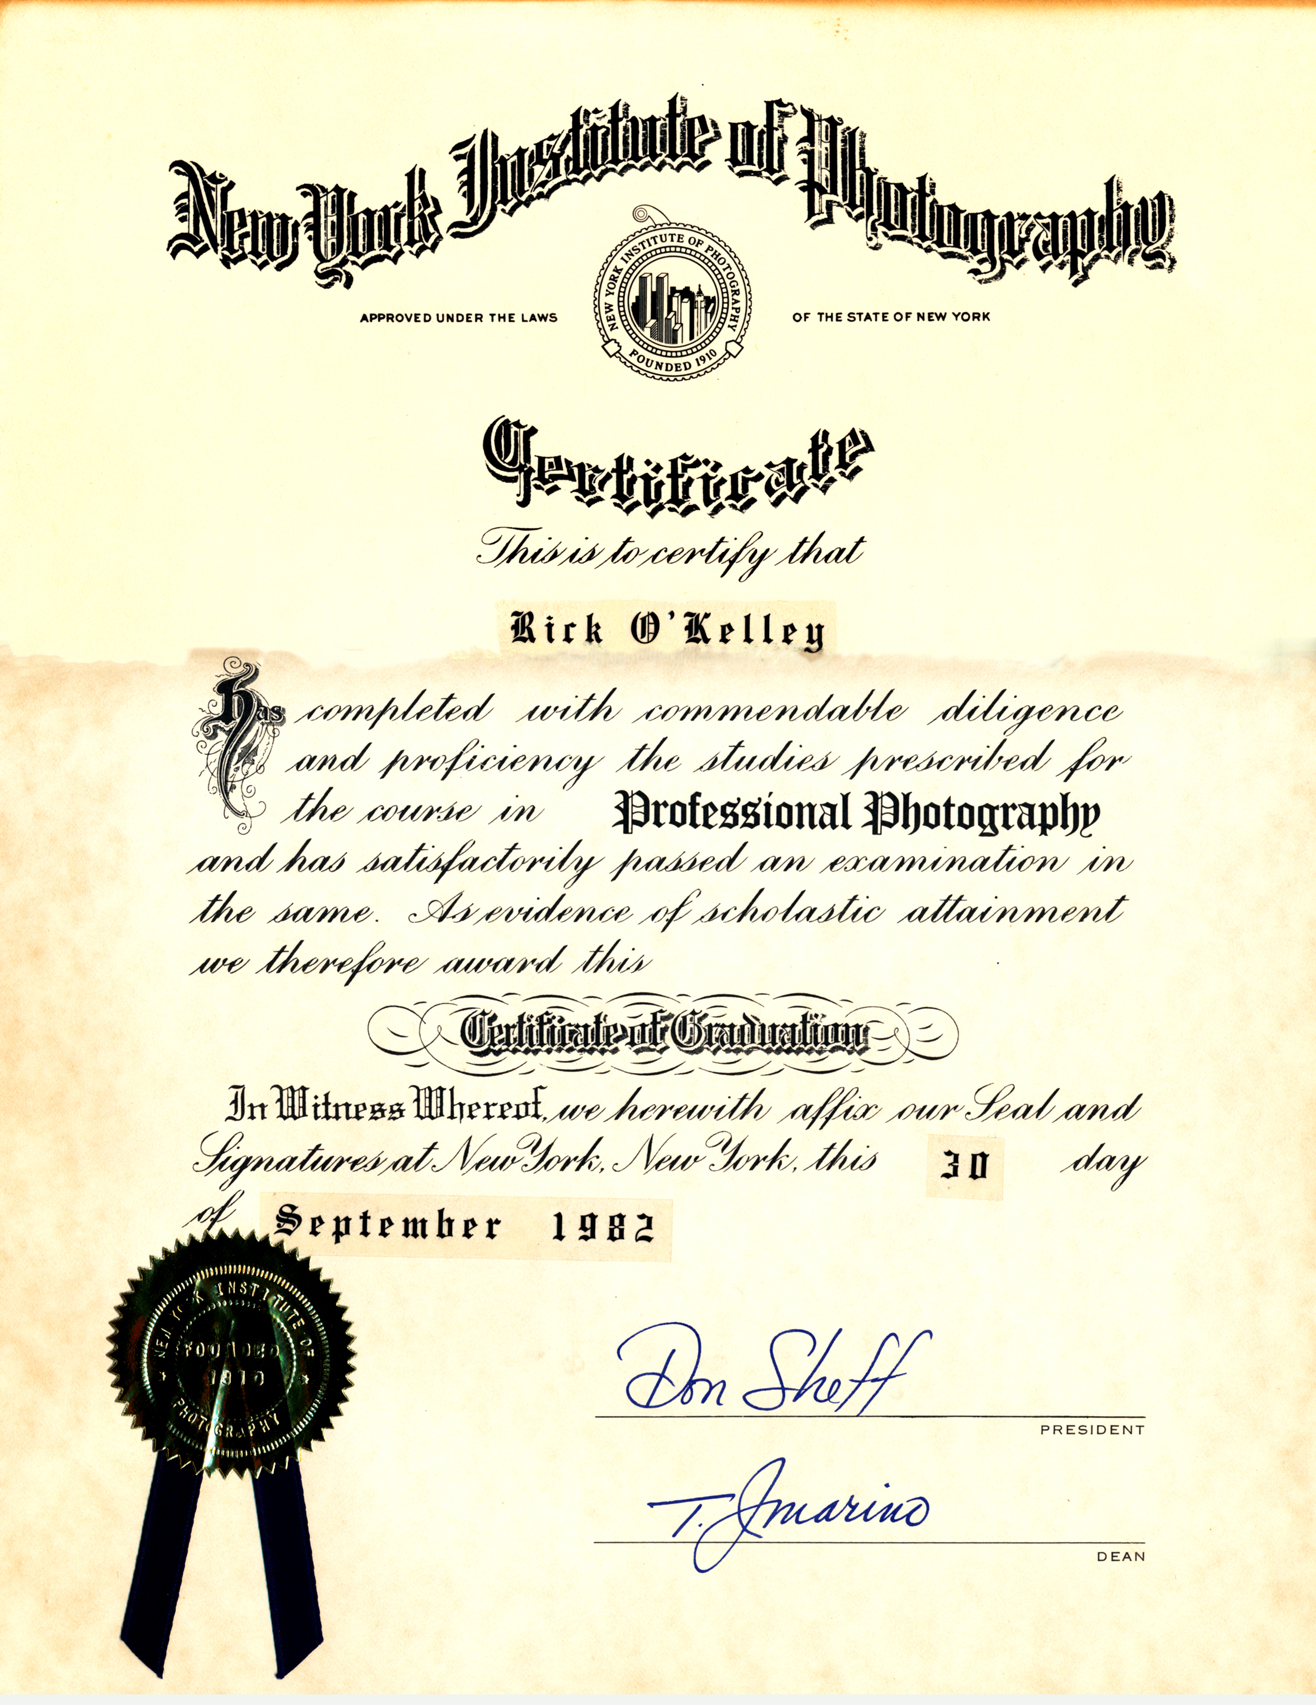 New York Institute of Photography
NEW YORK INSTITUTE OF PHOTOGRAPHY
FOUNDED 1910
APPROVED UNDER THE LAWS OF THE STATE OF NEW YORK
Certificate
This is to certify that
Rick O'Kelley
Has completed with commendable diligence
and proficiency the studies prescribed for
the course in Professional Photography
and has satisfactorily passed an examination in
the same. As evidence of scholastic attainment
we therefore award this
Certificate of Graduation
In Witness Whereof, we herewith affix our Seal and
Signatures at New York, New York, this 30 day
of September 1982
NEW YORK INSTITUTE OF
FOUNDED
1910
PHOTOGRAPHY
Don Sheff
PRESIDENT
T. Jmarino
DEAN